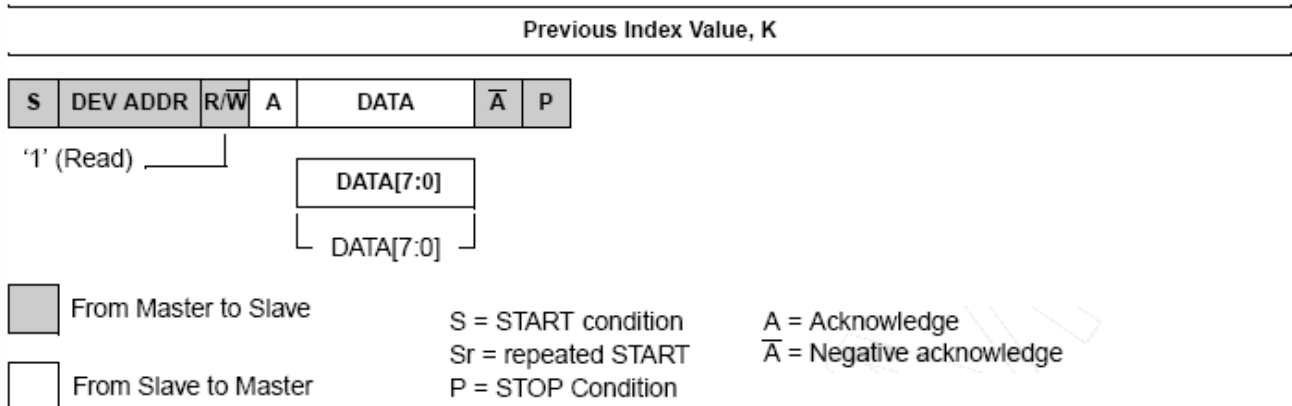 Previous Index Value, K
S DEV ADDR R/W̅ A DATA A̅ P
‘1’ (Read)
DATA[7:0]
DATA[7:0]
From Master to Slave
S = START condition
A = Acknowledge
Sr = repeated START
A̅ = Negative acknowledge
From Slave to Master
P = STOP Condition